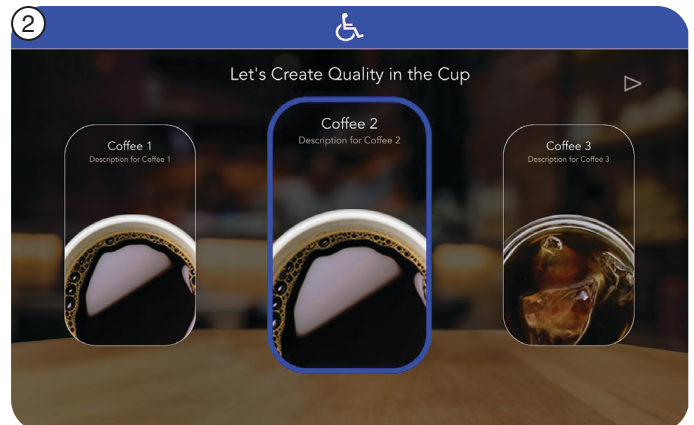 2
Let's Create Quality in the Cup
Coffee 1
Description for Coffee 1
Coffee 2
Description for Coffee 2
Coffee 3
Description for Coffee 3